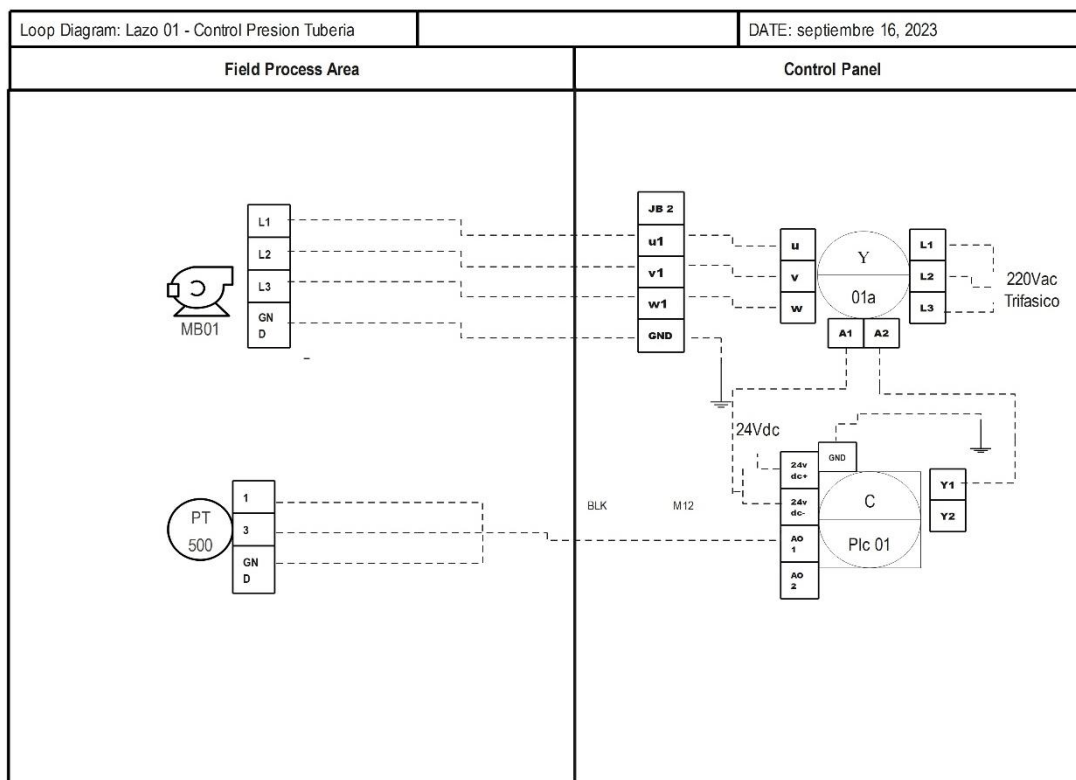 Loop Diagram: Lazo 01 - Control Presion Tuberia
DATE: septiembre 16, 2023
Field Process Area
Control Panel
L1
L2
L3
GN
D
MB01
JB 2
u1
v1
w1
GND
u
v
w
Y
01a
L1
L2
L3
220Vac
Trifasico
A1
A2
24Vdc
GND
24v
dc+
24v
dc-
AO
1
AO
2
C
Plc 01
Y1
Y2
PT
500
1
3
GN
D
BLK
M12